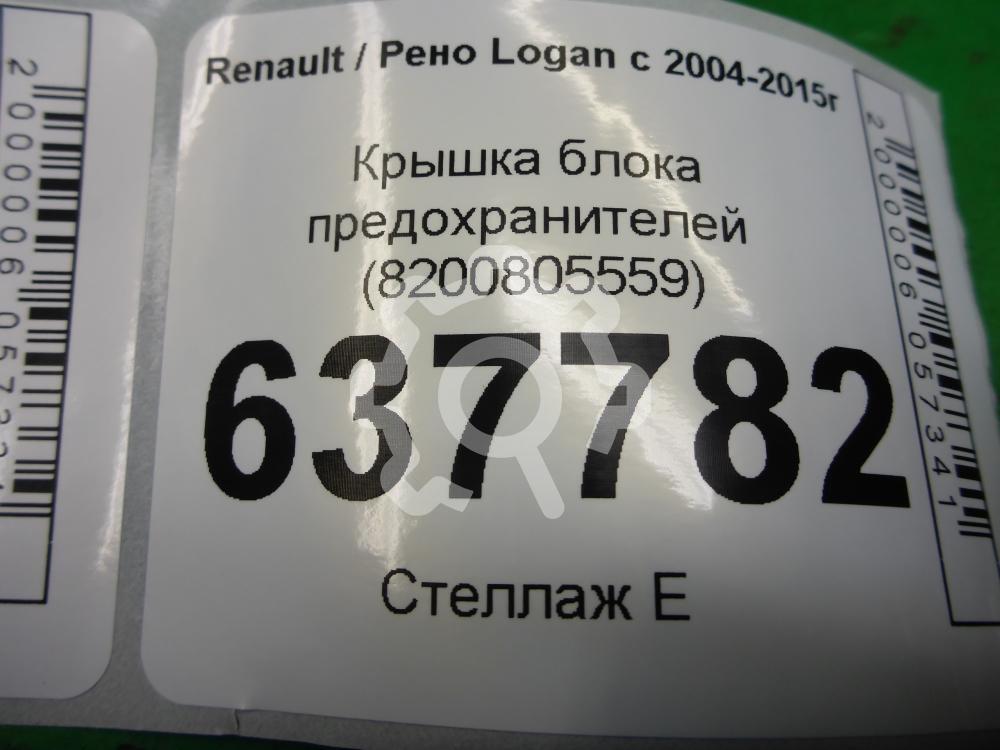 Renault / Рено Logan с 2004-2015г
Крышка блока
предохранителей
(8200805559)
637782
Стеллаж Е
2000006057341